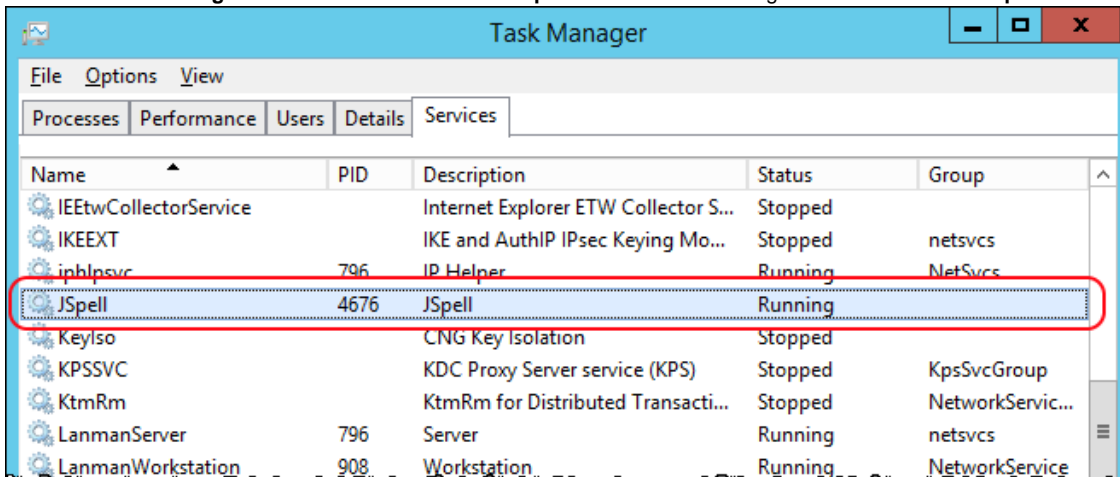 Task Manager
File Options View
Processes Performance Users Details Services
Name PID Description Status Group
IEEtwCollectorService Internet Explorer ETW Collector S... Stopped
IKEEXT IKE and AuthIP IPsec Keying Mo... Stopped netsvcs
iphlpsvc 796 IP Helper Running NetSvcs
JSpell 4676 JSpell Running
KeyIso CNG Key Isolation Stopped
KPSSVC KDC Proxy Server service (KPS) Stopped KpsSvcGroup
KtmRm KtmRm for Distributed Transacti... Stopped NetworkServic...
LanmanServer 796 Server Running netsvcs
LanmanWorkstation 908 Workstation Running NetworkService